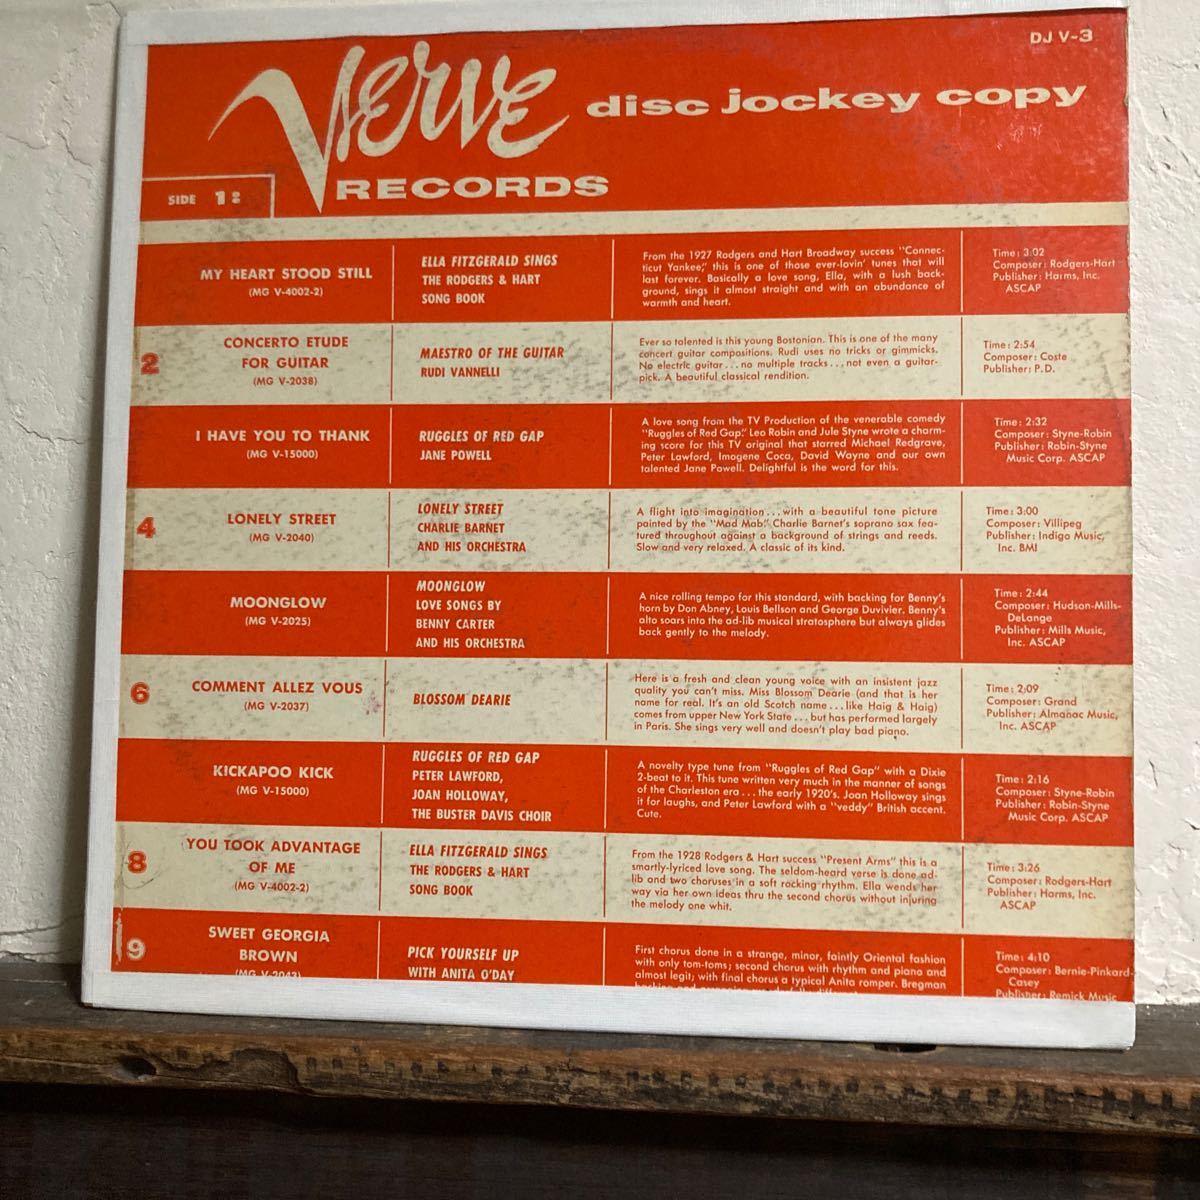 DJ V-3
VERVE
RECORDS
disc jockey copy
SIDE 1:
MY HEART STOOD STILL
(MG V-4002-2)
ELLA FITZGERALD SINGS
THE RODGERS & HART
SONG BOOK
From the 1927 Rodgers and Hart Broadway success "Connec-
ticut Yankee," this is one of those ever-lovin' tunes that will
last forever. Basically a love song, Ella, with a lush back-
ground, sings it almost straight and with an abundance of
warmth and heart.
Time: 3:02
Composer: Rodgers-Hart
Publisher: Harms, Inc.
ASCAP
2
CONCERTO ETUDE
FOR GUITAR
(MG V-2038)
MAESTRO OF THE GUITAR
RUDI VANNELLI
Ever so talented is this young Bostonian. This is one of the many
concert guitar compositions. Rudi uses no tricks or gimmicks.
No electric guitar...no multiple tracks...not even a guitar-
pick. A beautiful classical rendition.
Time: 2:54
Composer: Coste
Publisher: P.D.
I HAVE YOU TO THANK
(MG V-15000)
RUGGLES OF RED GAP
JANE POWELL
A love song from the TV Production of the venerable comedy
"Ruggles of Red Gap." Leo Robin and Jule Styne wrote a charm-
ing score for this TV original that starred Michael Redgrave,
Peter Lawford, Imogene Coca, David Wayne and our own
talented Jane Powell. Delightful is the word for this.
Time: 2:32
Composer: Styne-Robin
Publisher: Robin-Styne
Music Corp. ASCAP
4
LONELY STREET
(MG V-2040)
LONELY STREET
CHARLIE BARNET
AND HIS ORCHESTRA
A flight into imagination...with a beautiful tone picture
painted by the "Mad Mab." Charlie Barnet's soprano sax fea-
tured throughout against a background of strings and reeds.
Slow and very relaxed. A classic of its kind.
Time: 3:00
Composer: Villipeg
Publisher: Indigo Music,
Inc. BMI
MOONGLOW
(MG V-2025)
MOONGLOW
LOVE SONGS BY
BENNY CARTER
AND HIS ORCHESTRA
A nice rolling tempo for this standard, with backing for Benny's
horn by Don Abney, Louis Bellson and George Duvivier. Benny's
alto soars into the ad-lib musical stratosphere but always glides
back gently to the melody.
Time: 2:44
Composer: Hudson-Mills-
DeLange
Publisher: Mills Music,
Inc. ASCAP
6
COMMENT ALLEZ VOUS
(MG V-2037)
BLOSSOM DEARIE
Here is a fresh and clean young voice with an insistent jazz
quality you can't miss. Miss Blossom Dearie (and that is her
name for real. It's an old Scotch name...like Haig & Haig)
comes from upper New York State...but has performed largely
in Paris. She sings very well and doesn't play bad piano.
Time: 2:09
Composer: Grand
Publisher: Almanac Music,
Inc. ASCAP
KICKAPOO KICK
(MG V-15000)
RUGGLES OF RED GAP
PETER LAWFORD,
JOAN HOLLOWAY,
THE BUSTER DAVIS CHOIR
A novelty type tune from "Ruggles of Red Gap" with a Dixie
2-beat to it. This tune written very much in the manner of songs
of the Charleston era...the early 1920's. Joan Holloway sings
it for laughs, and Peter Lawford with a "veddy" British accent.
Cute.
Time: 2:16
Composer: Styne-Robin
Publisher: Robin-Styne
Music Corp. ASCAP
8
YOU TOOK ADVANTAGE
OF ME
(MG V-4002-2)
ELLA FITZGERALD SINGS
THE RODGERS & HART
SONG BOOK
From the 1928 Rodgers & Hart success "Present Arms" this is a
smartly-lyriced love song. The seldom-heard verse is done ad-
lib and two choruses in a soft rocking rhythm. Ella wends her
way via her own ideas thru the second chorus without injuring
the melody one whit.
Time: 3:26
Composer: Rodgers-Hart
Publisher: Harms, Inc.
ASCAP
9
SWEET GEORGIA
BROWN
(MG V-2043)
PICK YOURSELF UP
WITH ANITA O'DAY
First chorus done in a strange, minor, faintly Oriental fashion
with only tom-toms; second chorus with rhythm and piano and
almost legit; with final chorus a typical Anita romper. Bregman
Time: 4:10
Composer: Bernie-Pinkard-
Casey
Publisher: Remick Music